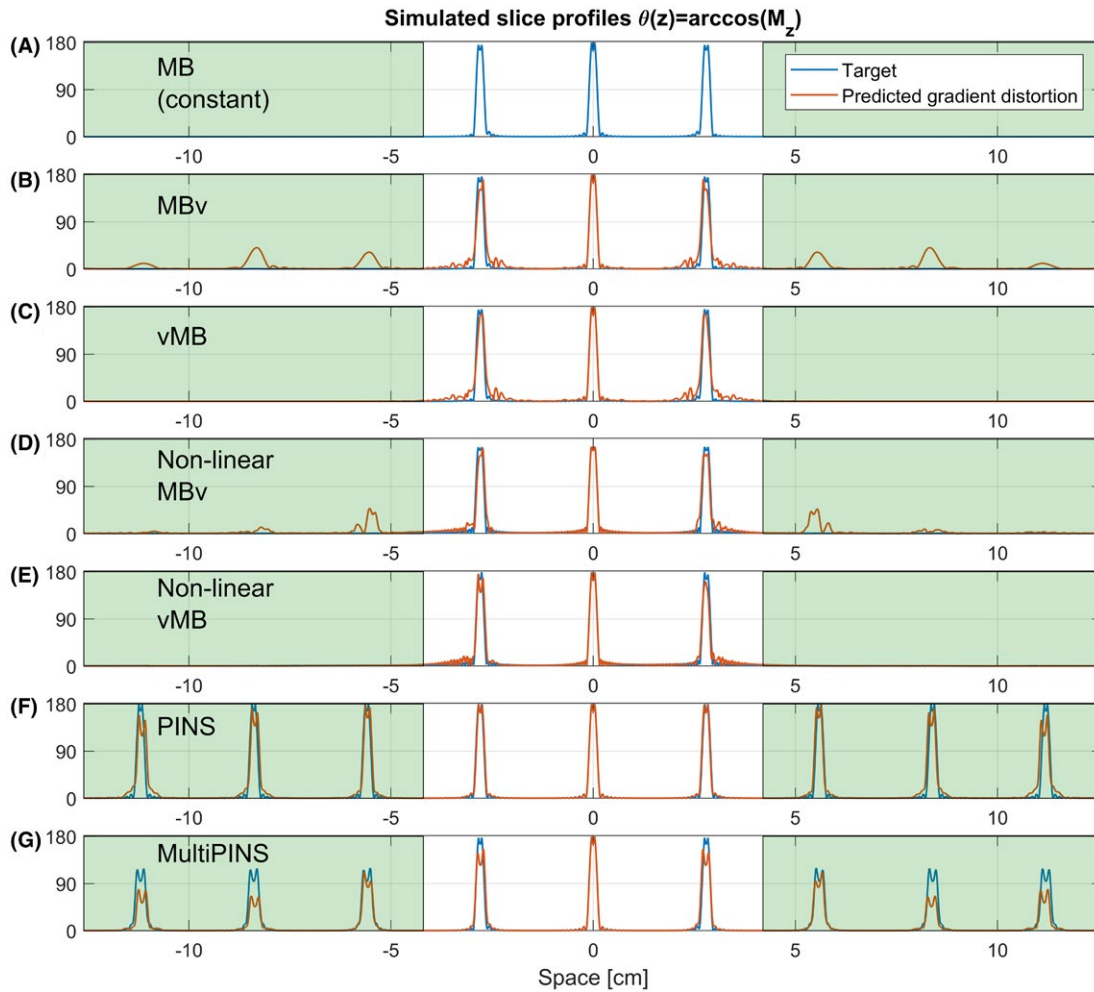 Simulated slice profiles θ(z)=arccos(M_z)
(A)
180
90
0
MB
(constant)
Target
Predicted gradient distortion
-10
-5
0
5
10
(B)
180
90
0
MBv
-10
-5
0
5
10
(C)
180
90
0
vMB
-10
-5
0
5
10
(D)
180
90
0
Non-linear
MBv
-10
-5
0
5
10
(E)
180
90
0
Non-linear
vMB
-10
-5
0
5
10
(F)
180
90
0
PINS
-10
-5
0
5
10
(G)
180
90
0
MultiPINS
-10
-5
0
5
10
Space [cm]